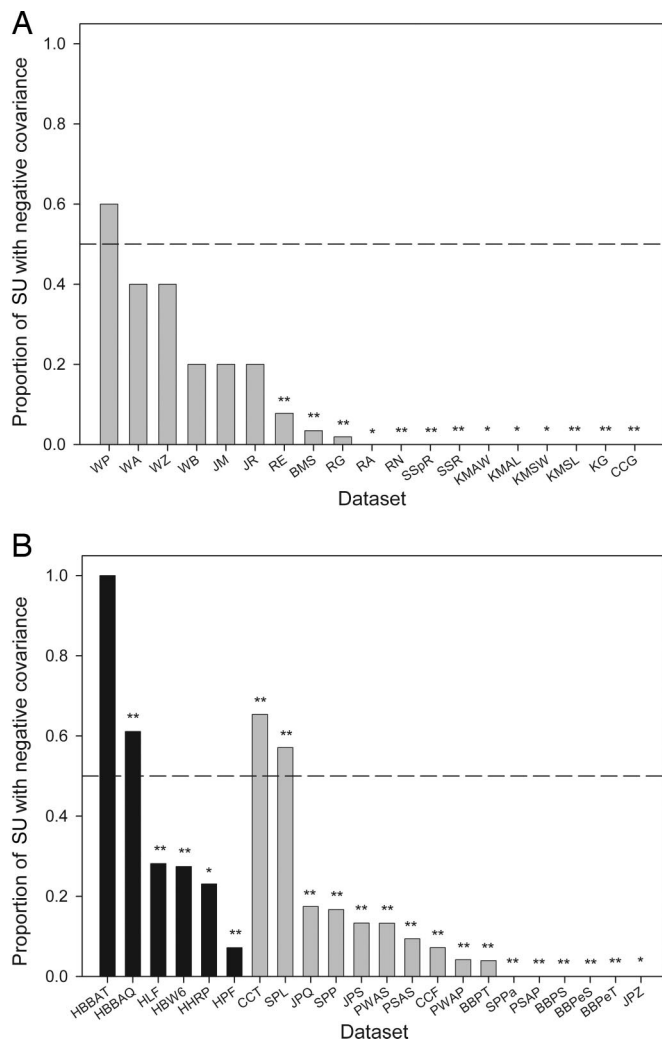 A
Proportion of SU with negative covariance
1.0
0.8
0.6
0.4
0.2
0.0
** ** ** * ** ** ** * * * ** ** **
WP WA WZ WB JM JR RE BMS RG RA RN SSpR SSR KMAW KMAL KMSW KMSL KG CCG
Dataset
B
Proportion of SU with negative covariance
1.0
0.8
0.6
0.4
0.2
0.0
** ** ** * ** ** ** ** ** ** ** ** ** ** ** ** ** ** ** ** *
HBBAT HBBAQ HLF HBW6 HHRP HPF CCT SPL JPQ SPP JPS PWAS PSAS CCF PWAP BBPT SPPa PSAP BBPS BBPeS BBPeT JPZ
Dataset